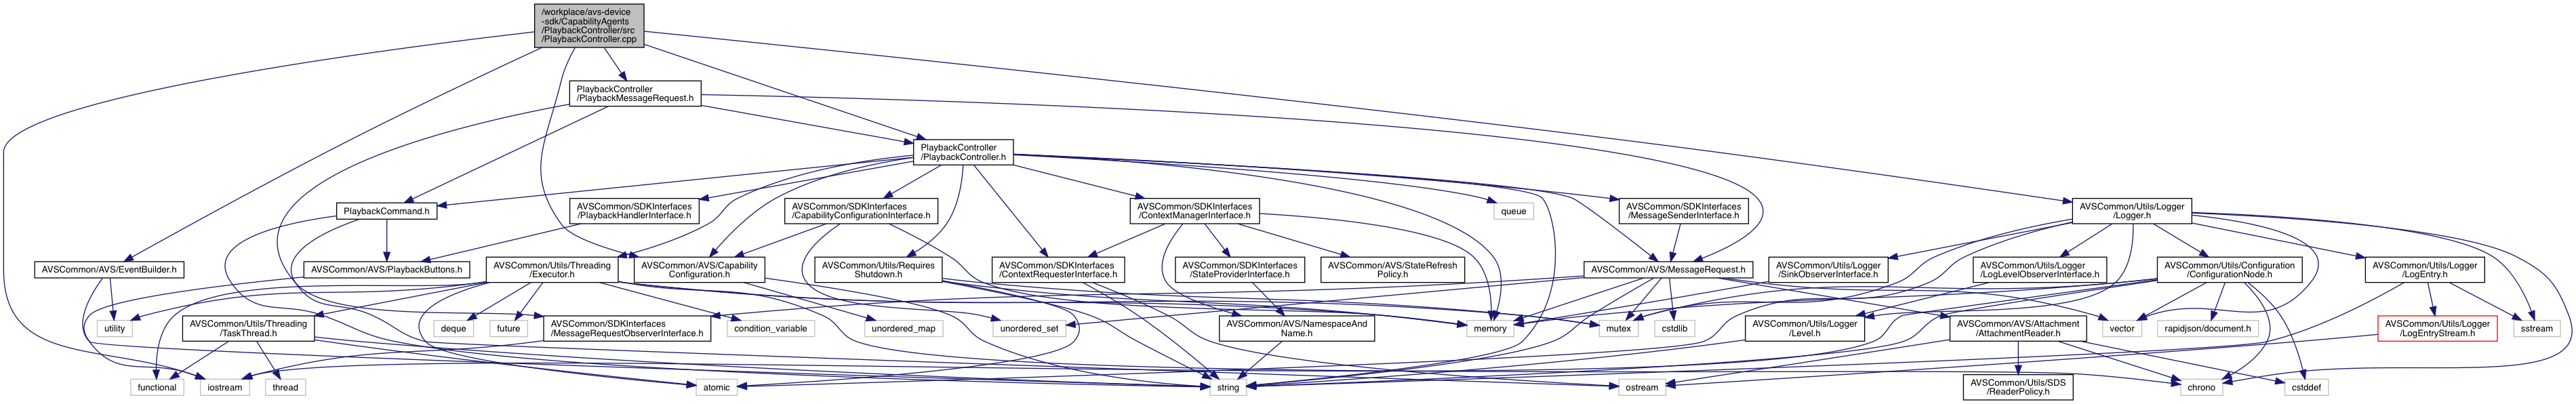 /workplace/avs-device
-sdk/CapabilityAgents
/PlaybackController/src
/PlaybackController.cpp
PlaybackController
/PlaybackMessageRequest.h
PlaybackController
/PlaybackController.h
PlaybackCommand.h
AVSCommon/SDKInterfaces
/PlaybackHandlerInterface.h
AVSCommon/SDKInterfaces
/CapabilityConfigurationInterface.h
AVSCommon/SDKInterfaces
/ContextManagerInterface.h
queue
AVSCommon/SDKInterfaces
/MessageSenderInterface.h
AVSCommon/Utils/Logger
/Logger.h
AVSCommon/AVS/EventBuilder.h
AVSCommon/AVS/PlaybackButtons.h
AVSCommon/Utils/Threading
/Executor.h
AVSCommon/AVS/Capability
Configuration.h
AVSCommon/Utils/Requires
Shutdown.h
AVSCommon/SDKInterfaces
/ContextRequesterInterface.h
AVSCommon/SDKInterfaces
/StateProviderInterface.h
AVSCommon/AVS/StateRefresh
Policy.h
AVSCommon/AVS/MessageRequest.h
AVSCommon/Utils/Logger
/SinkObserverInterface.h
AVSCommon/Utils/Logger
/LogLevelObserverInterface.h
AVSCommon/Utils/Configuration
/ConfigurationNode.h
AVSCommon/Utils/Logger
/LogEntry.h
utility
AVSCommon/Utils/Threading
/TaskThread.h
deque
future
AVSCommon/SDKInterfaces
/MessageRequestObserverInterface.h
condition_variable
unordered_map
unordered_set
AVSCommon/AVS/NamespaceAnd
Name.h
memory
mutex
cstdlib
AVSCommon/Utils/Logger
/Level.h
AVSCommon/AVS/Attachment
/AttachmentReader.h
vector
rapidjson/document.h
AVSCommon/Utils/Logger
/LogEntryStream.h
sstream
functional
iostream
thread
atomic
string
ostream
AVSCommon/Utils/SDS
/ReaderPolicy.h
chrono
cstddef